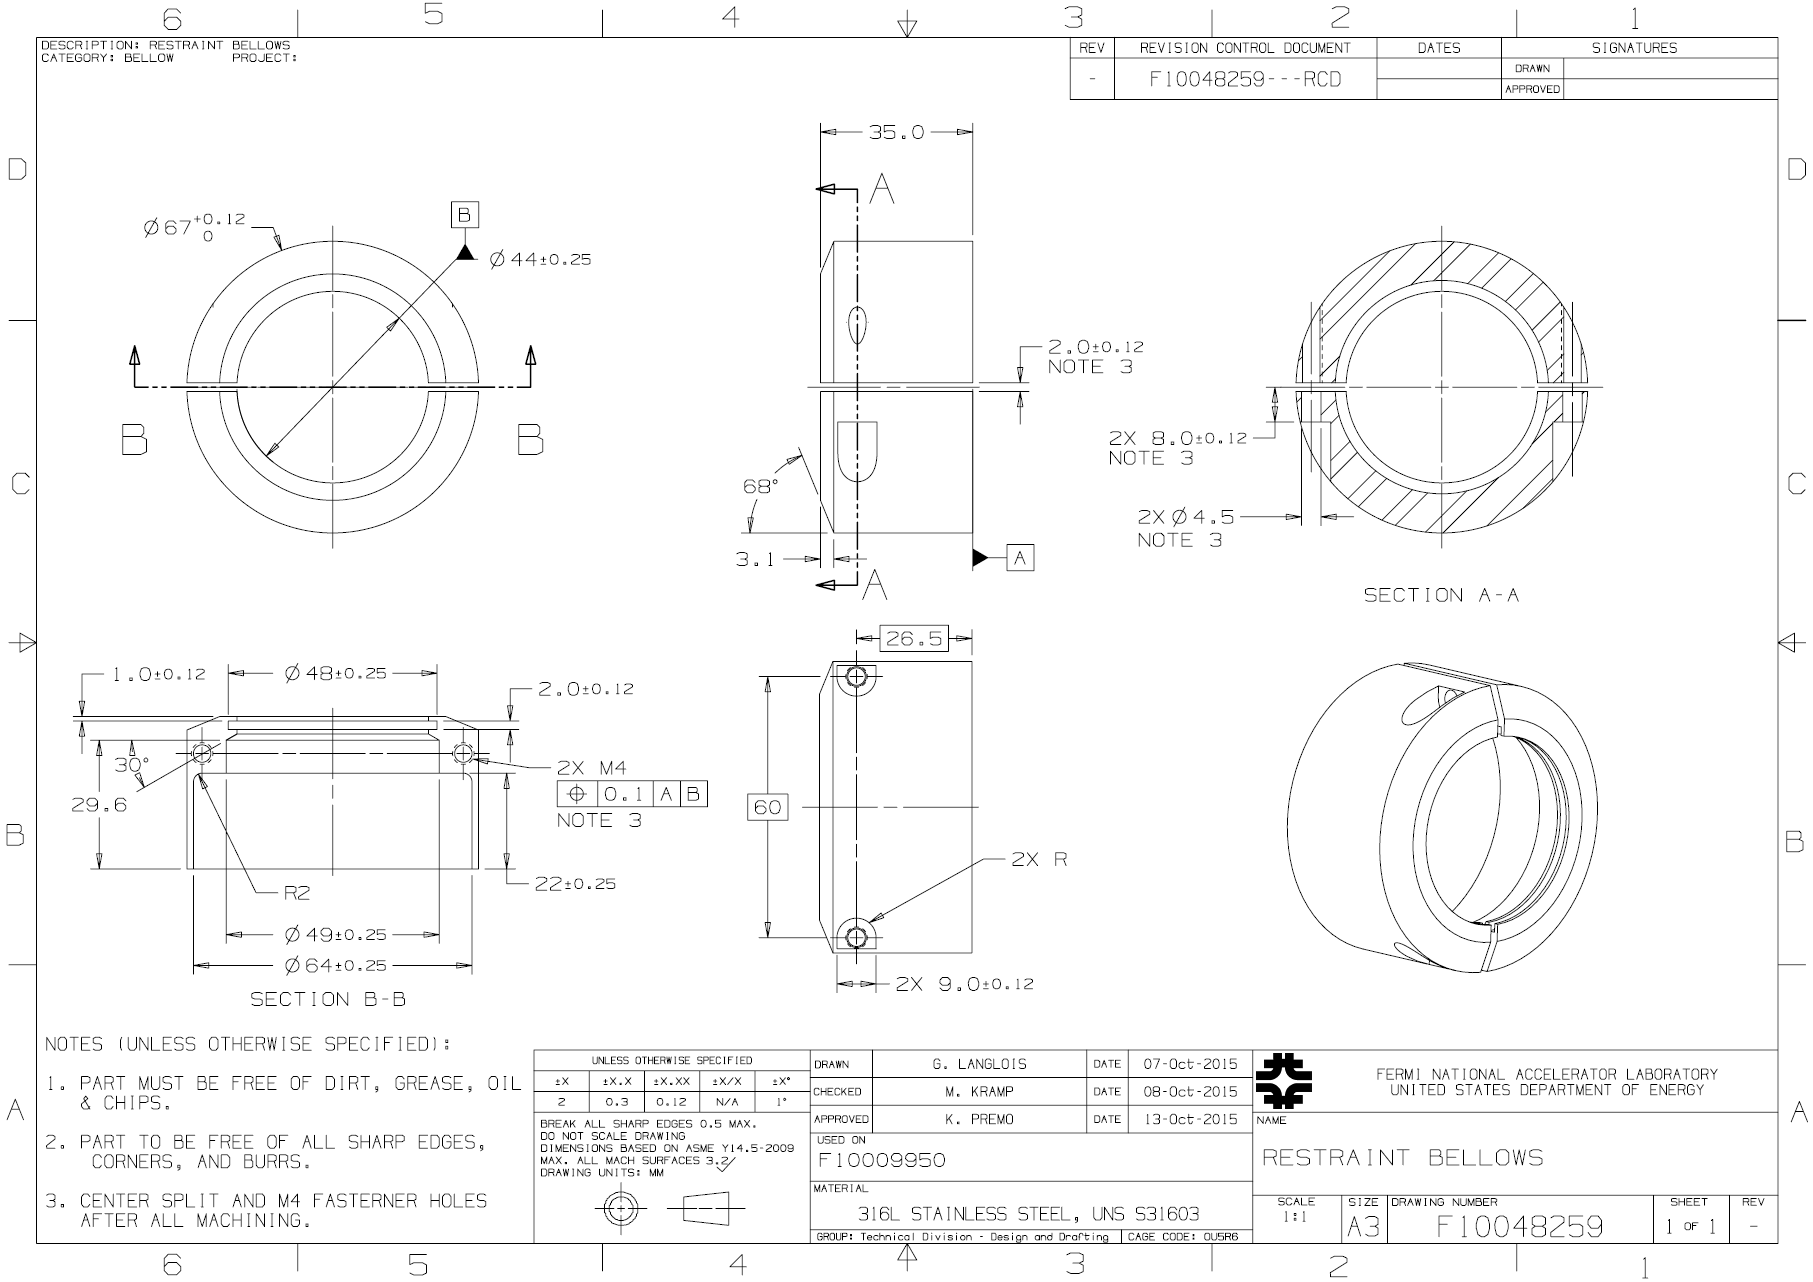 6 5 4 3 2 1
DESCRIPTION: RESTRAINT BELLOWS
CATEGORY: BELLOW PROJECT:
REV REVISION CONTROL DOCUMENT DATES SIGNATURES
- F10048259---RCD
DRAWN
APPROVED
D D
35.0
A
Ø67 +0.12 0
B
Ø44±0.25
2.0±0.12
NOTE 3
B B
68°
3.1
A
A
2X 8.0±0.12
NOTE 3
2X Ø4.5
NOTE 3
SECTION A-A
C C
1.0±0.12
Ø48±0.25
2.0±0.12
30°
29.6
2X M4
⌖ 0.1 A B
NOTE 3
22±0.25
R2
Ø49±0.25
Ø64±0.25
SECTION B-B
26.5
60
2X R
2X 9.0±0.12
B B
NOTES (UNLESS OTHERWISE SPECIFIED):
1. PART MUST BE FREE OF DIRT, GREASE, OIL
& CHIPS.
2. PART TO BE FREE OF ALL SHARP EDGES,
CORNERS, AND BURRS.
3. CENTER SPLIT AND M4 FASTERNER HOLES
AFTER ALL MACHINING.
A A
UNLESS OTHERWISE SPECIFIED
±X ±X.X ±X.XX ±X/X ±X°
2 0.3 0.12 N/A 1°
BREAK ALL SHARP EDGES 0.5 MAX.
DO NOT SCALE DRAWING
DIMENSIONS BASED ON ASME Y14.5-2009
MAX. ALL MACH SURFACES 3.2
DRAWING UNITS: MM
DRAWN G. LANGLOIS DATE 07-Oct-2015
CHECKED M. KRAMP DATE 08-Oct-2015
APPROVED K. PREMO DATE 13-Oct-2015
USED ON
F10009950
MATERIAL
316L STAINLESS STEEL, UNS S31603
GROUP: Technical Division - Design and Drafting CAGE CODE: OU5R6
FERMI NATIONAL ACCELERATOR LABORATORY
UNITED STATES DEPARTMENT OF ENERGY
NAME
RESTRAINT BELLOWS
SCALE SIZE DRAWING NUMBER SHEET REV
1:1 A3 F10048259 1 OF 1 -
6 5 4 3 2 1